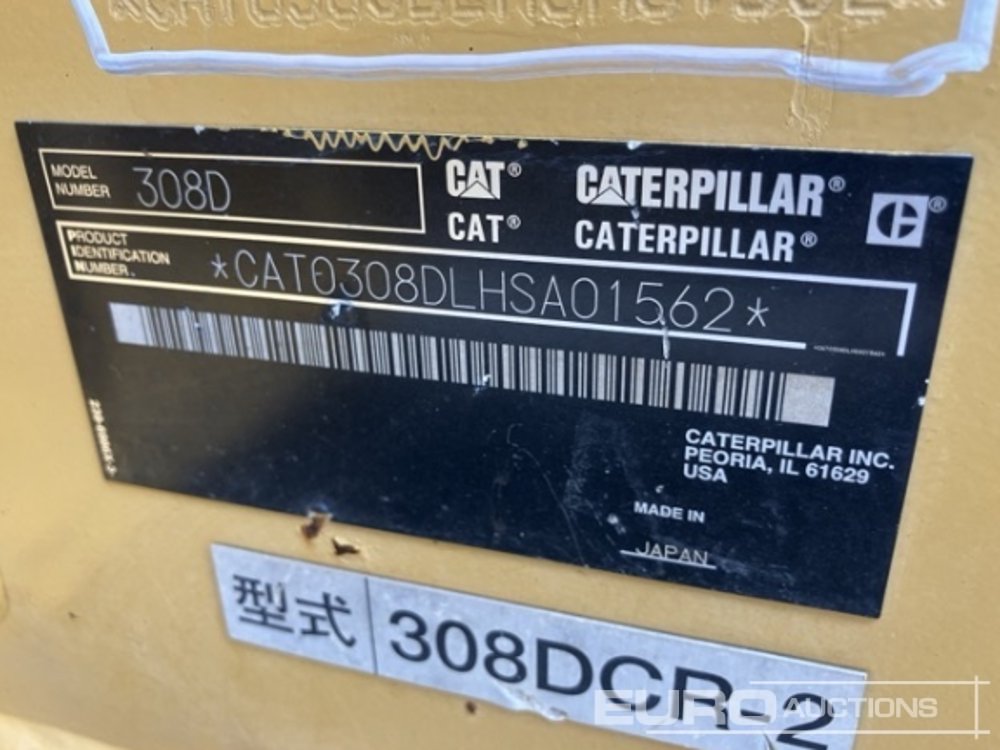 MODEL
NUMBER 308D
CAT® CATERPILLAR®
CAT® CATERPILLAR®
PRODUCT
IDENTIFICATION
NUMBER.
*CAT0308DLHSA01562*
CATERPILLAR INC.
PEORIA, IL 61629
USA
MADE IN
JAPAN
型式 308DCR-2
EURO AUCTIONS